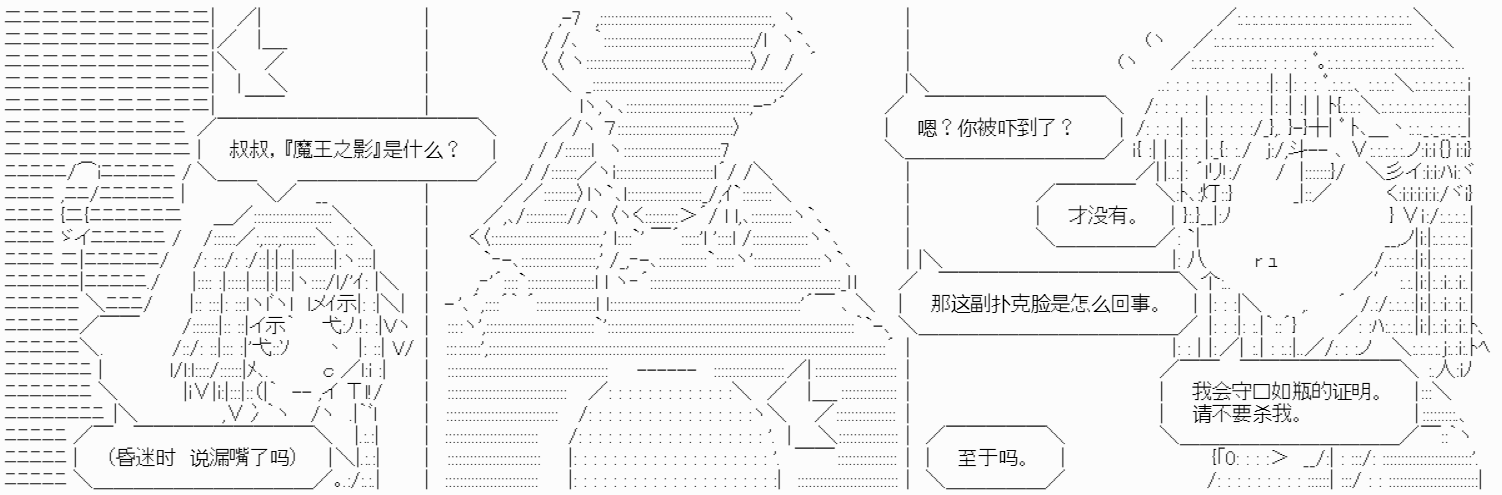 叔叔，『魔王之影』是什么？
（昏迷时　说漏嘴了吗）
嗯？你被吓到了？
才没有。
那这副扑克脸是怎么回事。
我会守口如瓶的证明。
请不要杀我。
至于吗。